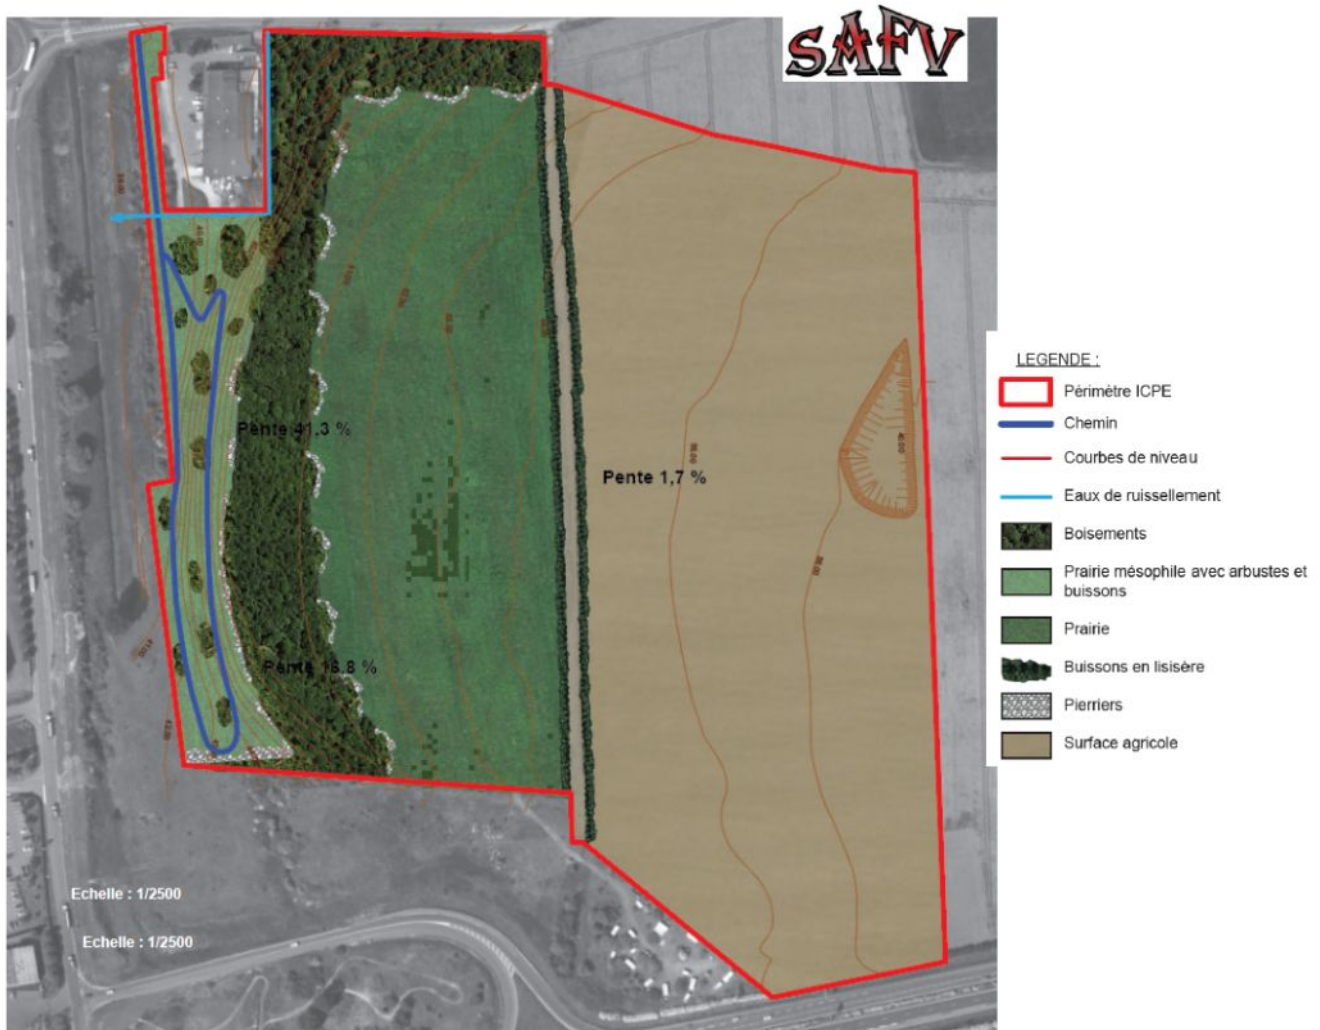 SAFV
Pente 41,3 %
Pente 1,7 %
Pente 16,8 %
Echelle : 1/2500
Echelle : 1/2500
LEGENDE :
Périmètre ICPE
Chemin
Courbes de niveau
Eaux de ruissellement
Boisements
Prairie mésophile avec arbustes et
buissons
Prairie
Buissons en lisisère
Pierriers
Surface agricole